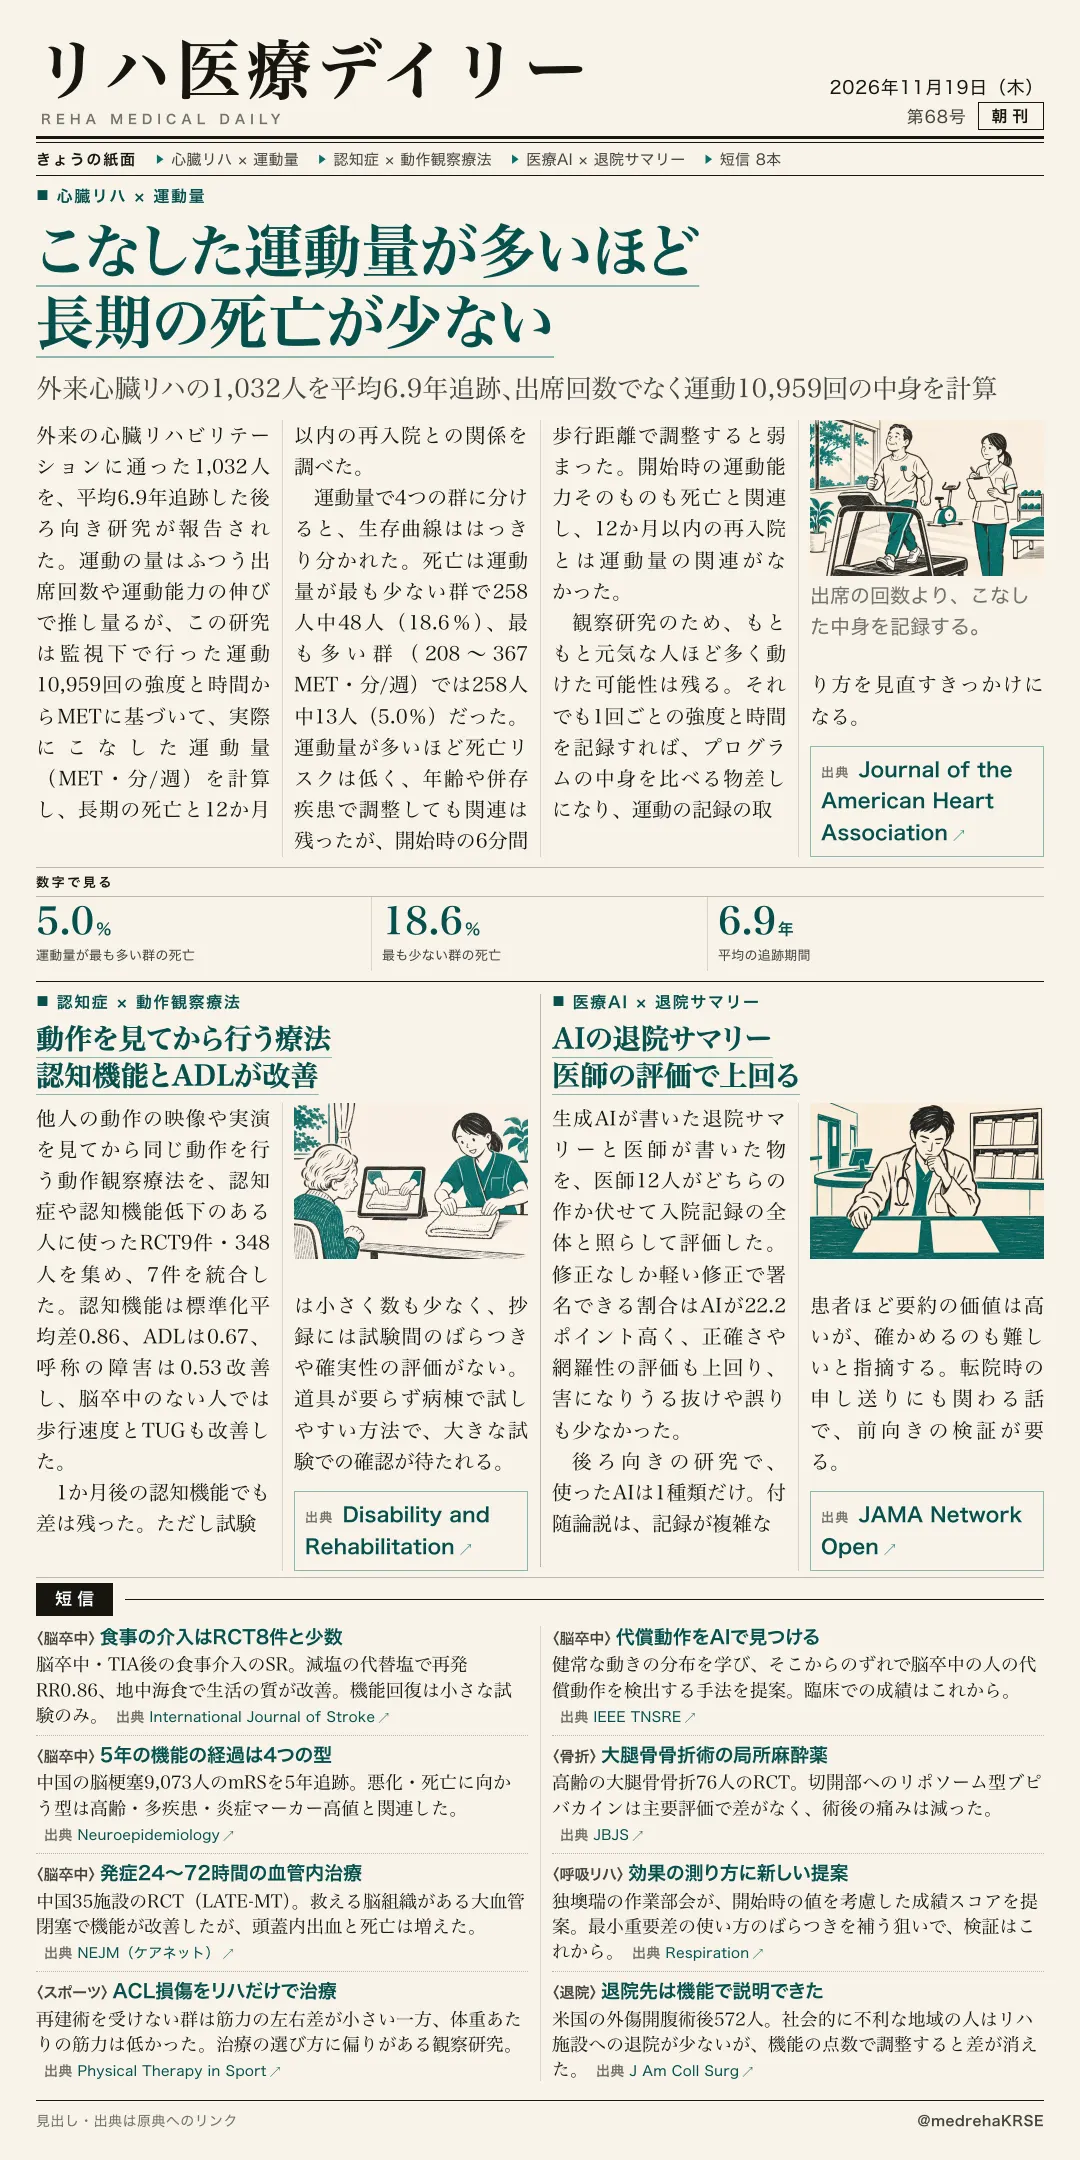 リハ医療デイリー
REHA MEDICAL DAILY
2026年11月19日（木）
第68号 朝刊
きょうの紙面 ▶ 心臓リハ × 運動量 ▶ 認知症 × 動作観察療法 ▶ 医療AI × 退院サマリー ▶ 短信 8本
■ 心臓リハ × 運動量
こなした運動量が多いほど
長期の死亡が少ない
外来心臓リハの1,032人を平均6.9年追跡、出席回数でなく運動10,959回の中身を計算
外来の心臓リハビリテー
ションに通った1,032人
を、平均6.9年追跡した後
ろ向き研究が報告され
た。運動の量はふつう出
席回数や運動能力の伸び
で推し量るが、この研究
は監視下で行った運動
10,959回の強度と時間か
らMETに基づいて、実際
にこなした運動量
（MET・分/週）を計算
し、長期の死亡と12か月
以内の再入院との関係を
調べた。
運動量で4つの群に分け
ると、生存曲線ははっき
り分かれた。死亡は運動
量が最も少ない群で258
人中48人（18.6％）、最
も多い群（208〜367
MET・分/週）では258人
中13人（5.0％）だった。
運動量が多いほど死亡リ
スクは低く、年齢や併存
疾患で調整しても関連は
残ったが、開始時の6分間
歩行距離で調整すると弱
まった。開始時の運動能
力そのものも死亡と関連
し、12か月以内の再入院
とは運動量の関連がな
かった。
観察研究のため、もと
もと元気な人ほど多く動
けた可能性は残る。それ
でも1回ごとの強度と時間
を記録すれば、プログラ
ムの中身を比べる物差し
になり、運動の記録の取
出席の回数より、こなし
た中身を記録する。
り方を見直すきっかけに
なる。
出典 Journal of the
American Heart
Association ↗
数字で見る
5.0%
運動量が最も多い群の死亡
18.6%
最も少ない群の死亡
6.9年
平均の追跡期間
■ 認知症 × 動作観察療法
動作を見てから行う療法
認知機能とADLが改善
他人の動作の映像や実演
を見てから同じ動作を行
う動作観察療法を、認知
症や認知機能低下のある
人に使ったRCT9件・348
人を集め、7件を統合し
た。認知機能は標準化平
均差0.86、ADLは0.67、
呼称の障害は0.53改善
し、脳卒中のない人では
歩行速度とTUGも改善し
た。
1か月後の認知機能でも
差は残った。ただし試験
は小さく数も少なく、抄
録には試験間のばらつき
や確実性の評価がない。
道具が要らず病棟で試し
やすい方法で、大きな試
験での確認が待たれる。
出典 Disability and
Rehabilitation ↗
■ 医療AI × 退院サマリー
AIの退院サマリー
医師の評価で上回る
生成AIが書いた退院サマ
リーと医師が書いた物
を、医師12人がどちらの
作か伏せて入院記録の全
体と照らして評価した。
修正なしか軽い修正で署
名できる割合はAIが22.2
ポイント高く、正確さや
網羅性の評価も上回り、
害になりうる抜けや誤り
も少なかった。
後ろ向きの研究で、
使ったAIは1種類だけ。付
随論説は、記録が複雑な
患者ほど要約の価値は高
いが、確かめるのも難し
いと指摘する。転院時の
申し送りにも関わる話
で、前向きの検証が要
る。
出典 JAMA Network
Open ↗
短信
〈脳卒中〉食事の介入はRCT8件と少数
脳卒中・TIA後の食事介入のSR。減塩の代替塩で再発
RR0.86、地中海食で生活の質が改善。機能回復は小さな試
験のみ。 出典 International Journal of Stroke ↗
〈脳卒中〉5年の機能の経過は4つの型
中国の脳梗塞9,073人のmRSを5年追跡。悪化・死亡に向か
う型は高齢・多疾患・炎症マーカー高値と関連した。
出典 Neuroepidemiology ↗
〈脳卒中〉発症24〜72時間の血管内治療
中国35施設のRCT（LATE-MT）。救える脳組織がある大血管
閉塞で機能が改善したが、頭蓋内出血と死亡は増えた。
出典 NEJM（ケアネット） ↗
〈スポーツ〉ACL損傷をリハだけで治療
再建術を受けない群は筋力の左右差が小さい一方、体重あた
りの筋力は低かった。治療の選び方に偏りがある観察研究。
出典 Physical Therapy in Sport ↗
〈脳卒中〉代償動作をAIで見つける
健常な動きの分布を学び、そこからのずれで脳卒中の人の代
償動作を検出する手法を提案。臨床での成績はこれから。
出典 IEEE TNSRE ↗
〈骨折〉大腿骨骨折術の局所麻酔薬
高齢の大腿骨骨折76人のRCT。切開部へのリポソーム型ブピ
バカインは主要評価で差がなく、術後の痛みは減った。
出典 JBJS ↗
〈呼吸リハ〉効果の測り方に新しい提案
独墺瑞の作業部会が、開始時の値を考慮した成績スコアを提
案。最小重要差の使い方のばらつきを補う狙いで、検証はこ
れから。 出典 Respiration ↗
〈退院〉退院先は機能で説明できた
米国の外傷開腹術後572人。社会的に不利な地域の人はリハ
施設への退院が少ないが、機能の点数で調整すると差が消え
た。 出典 J Am Coll Surg ↗
見出し・出典は原典へのリンク
@medrehaKRSE